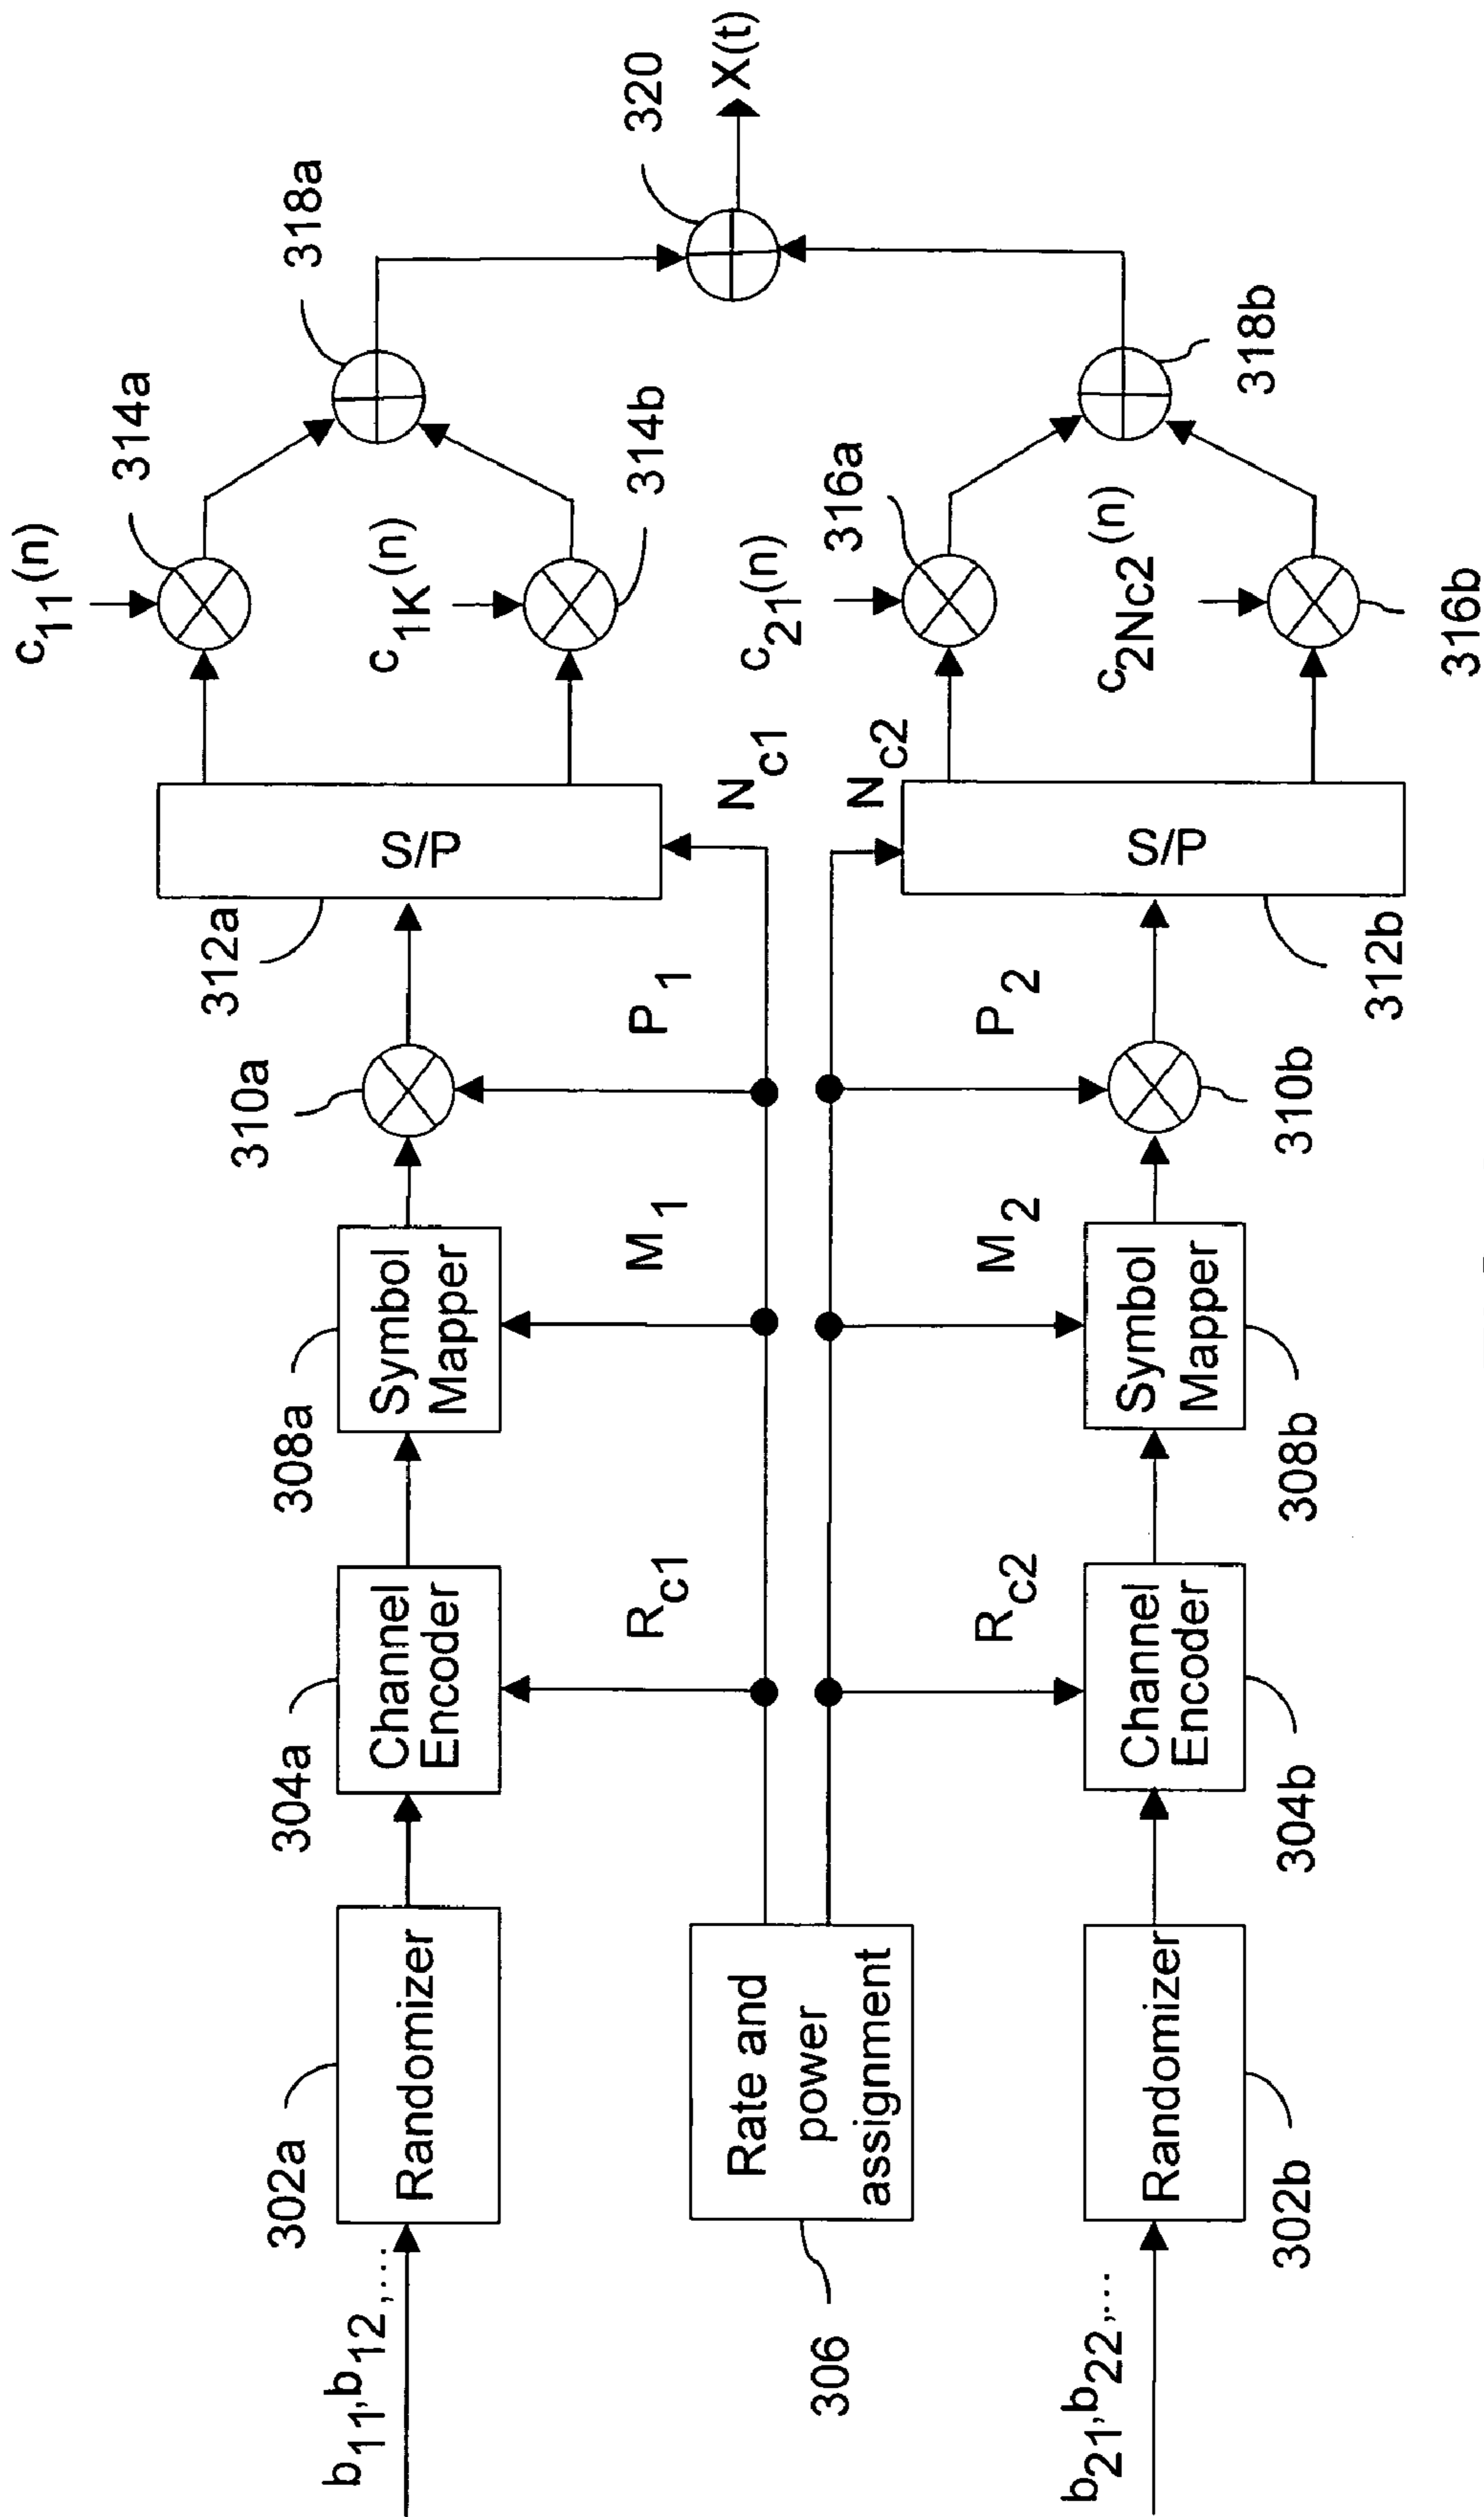 b11,b12,...
302a
Randomizer
304a
Channel
Encoder
308a
Symbol
Mapper
310a
312a
S/P
c11(n)
314a
c1K(n)
314b
318a
Rc1
M1
P1
Nc1
306
Rate and
power
assignment
320
X(t)
Rc2
M2
P2
Nc2
b21,b22,...
302b
Randomizer
304b
Channel
Encoder
308b
Symbol
Mapper
310b
312b
S/P
c21(n)
316a
c2Nc2(n)
316b
318b